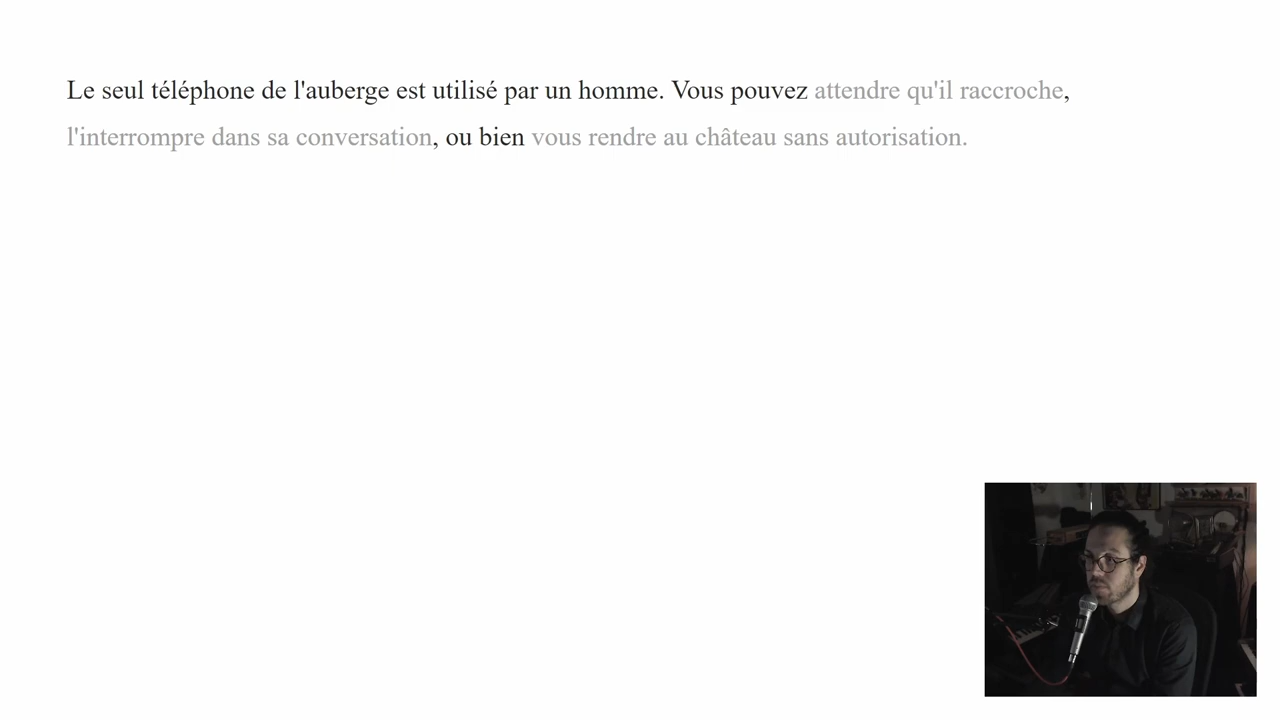 Le seul téléphone de l'auberge est utilisé par un homme. Vous pouvez attendre qu'il raccroche,
l'interrompre dans sa conversation, ou bien vous rendre au château sans autorisation.